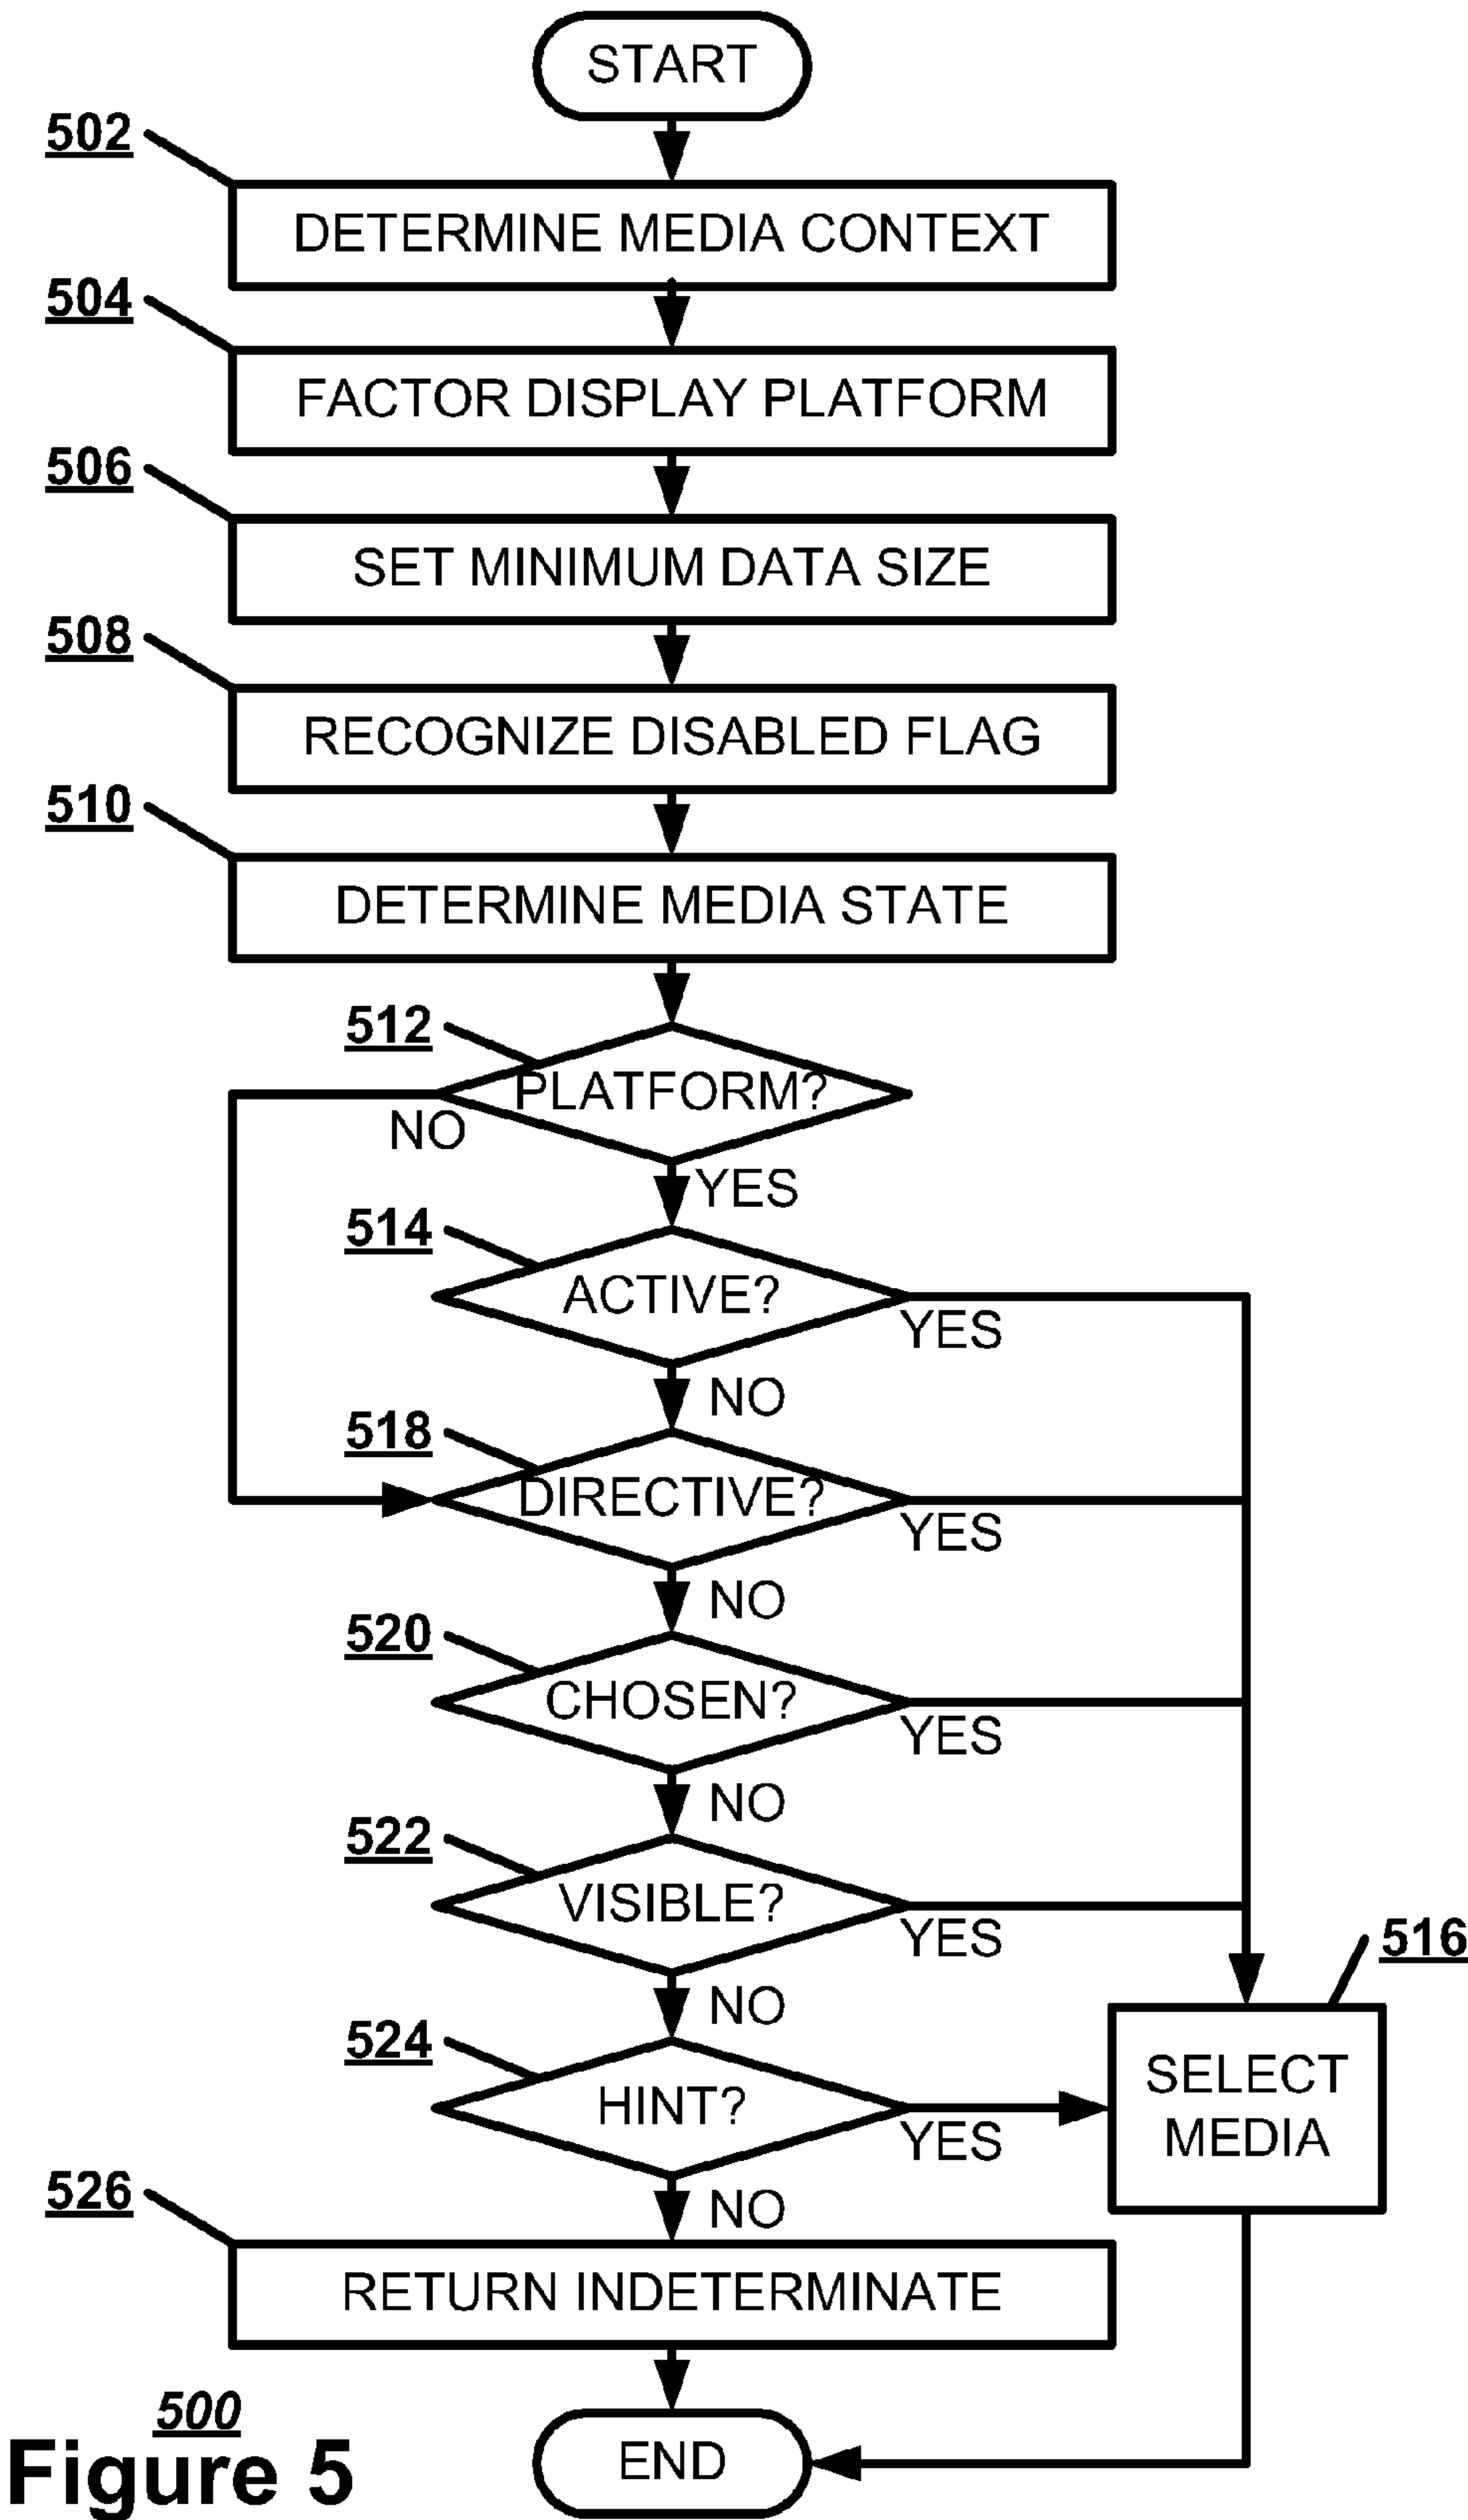 START
502
DETERMINE MEDIA CONTEXT
504
FACTOR DISPLAY PLATFORM
506
SET MINIMUM DATA SIZE
508
RECOGNIZE DISABLED FLAG
510
DETERMINE MEDIA STATE
512
PLATFORM?
NO
YES
514
ACTIVE?
YES
NO
518
DIRECTIVE?
YES
NO
520
CHOSEN?
YES
NO
522
VISIBLE?
YES
516
NO
524
SELECT
MEDIA
HINT?
YES
526
NO
RETURN INDETERMINATE
500
Figure 5
END